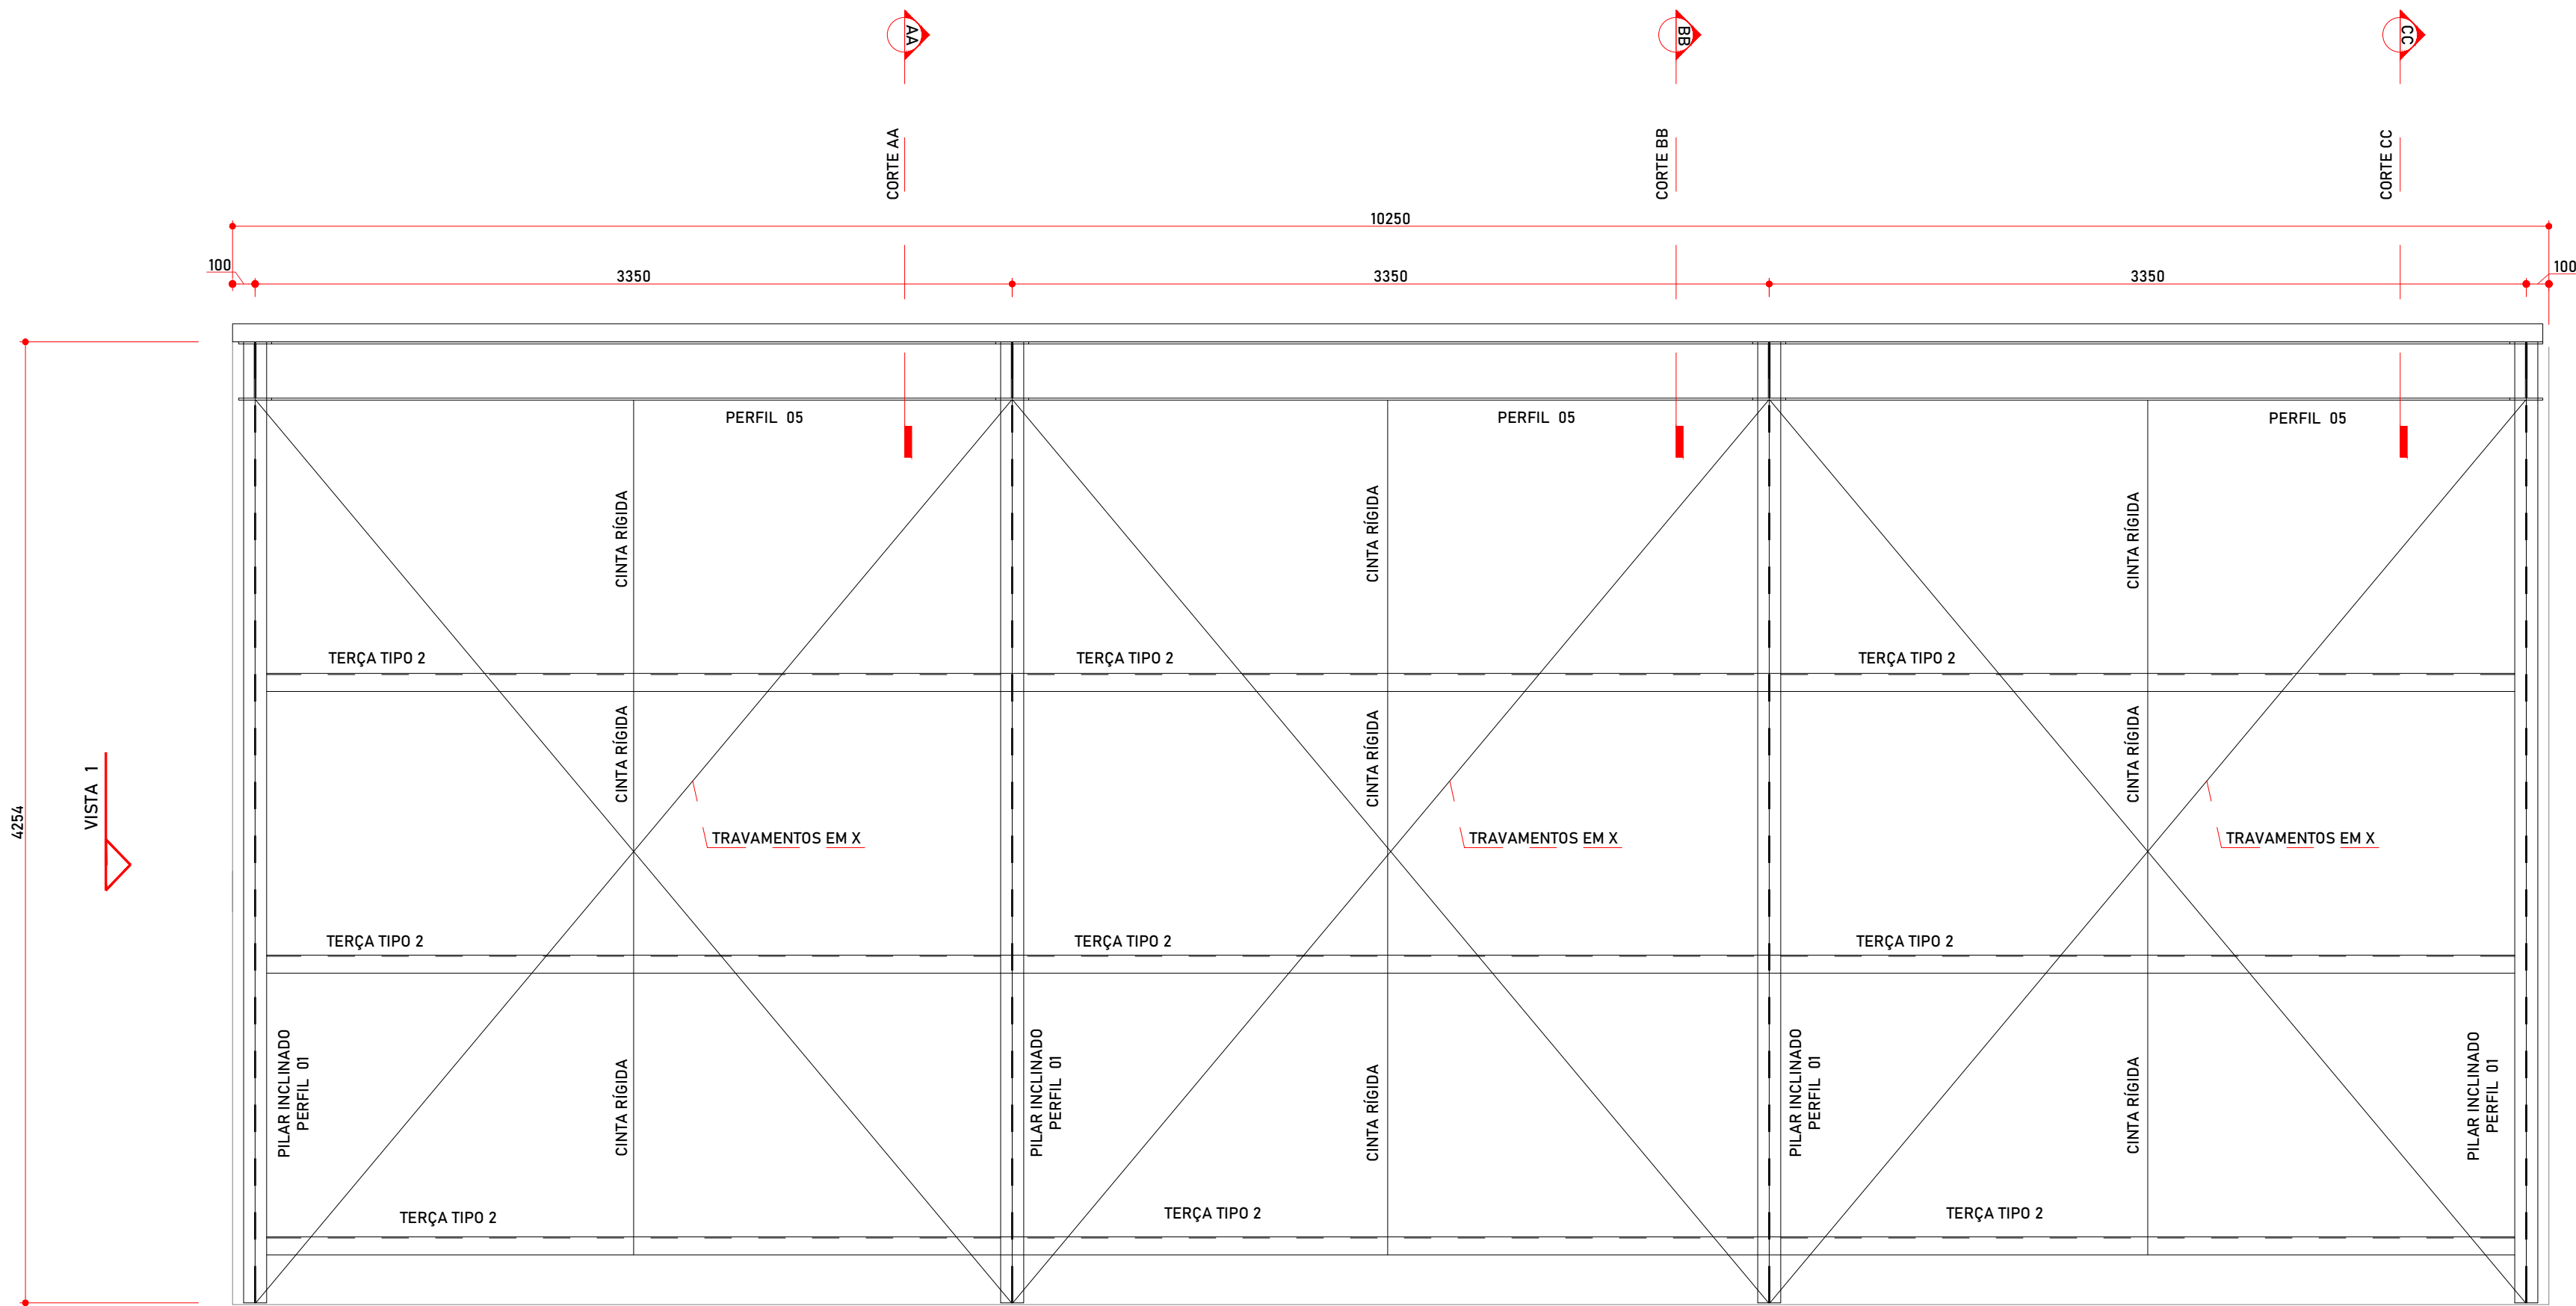 AA
BB
CC
CORTE AA
CORTE BB
CORTE CC
10250
100
3350
3350
3350
100
PERFIL 05
PERFIL 05
PERFIL 05
CINTA RÍGIDA
CINTA RÍGIDA
CINTA RÍGIDA
TERÇA TIPO 2
TERÇA TIPO 2
TERÇA TIPO 2
CINTA RÍGIDA
CINTA RÍGIDA
CINTA RÍGIDA
VISTA 1
4254
TRAVAMENTOS EM X
TRAVAMENTOS EM X
TRAVAMENTOS EM X
TERÇA TIPO 2
TERÇA TIPO 2
TERÇA TIPO 2
PILAR INCLINADO
PERFIL 01
CINTA RÍGIDA
PILAR INCLINADO
PERFIL 01
CINTA RÍGIDA
PILAR INCLINADO
PERFIL 01
CINTA RÍGIDA
PILAR INCLINADO
PERFIL 01
TERÇA TIPO 2
TERÇA TIPO 2
TERÇA TIPO 2